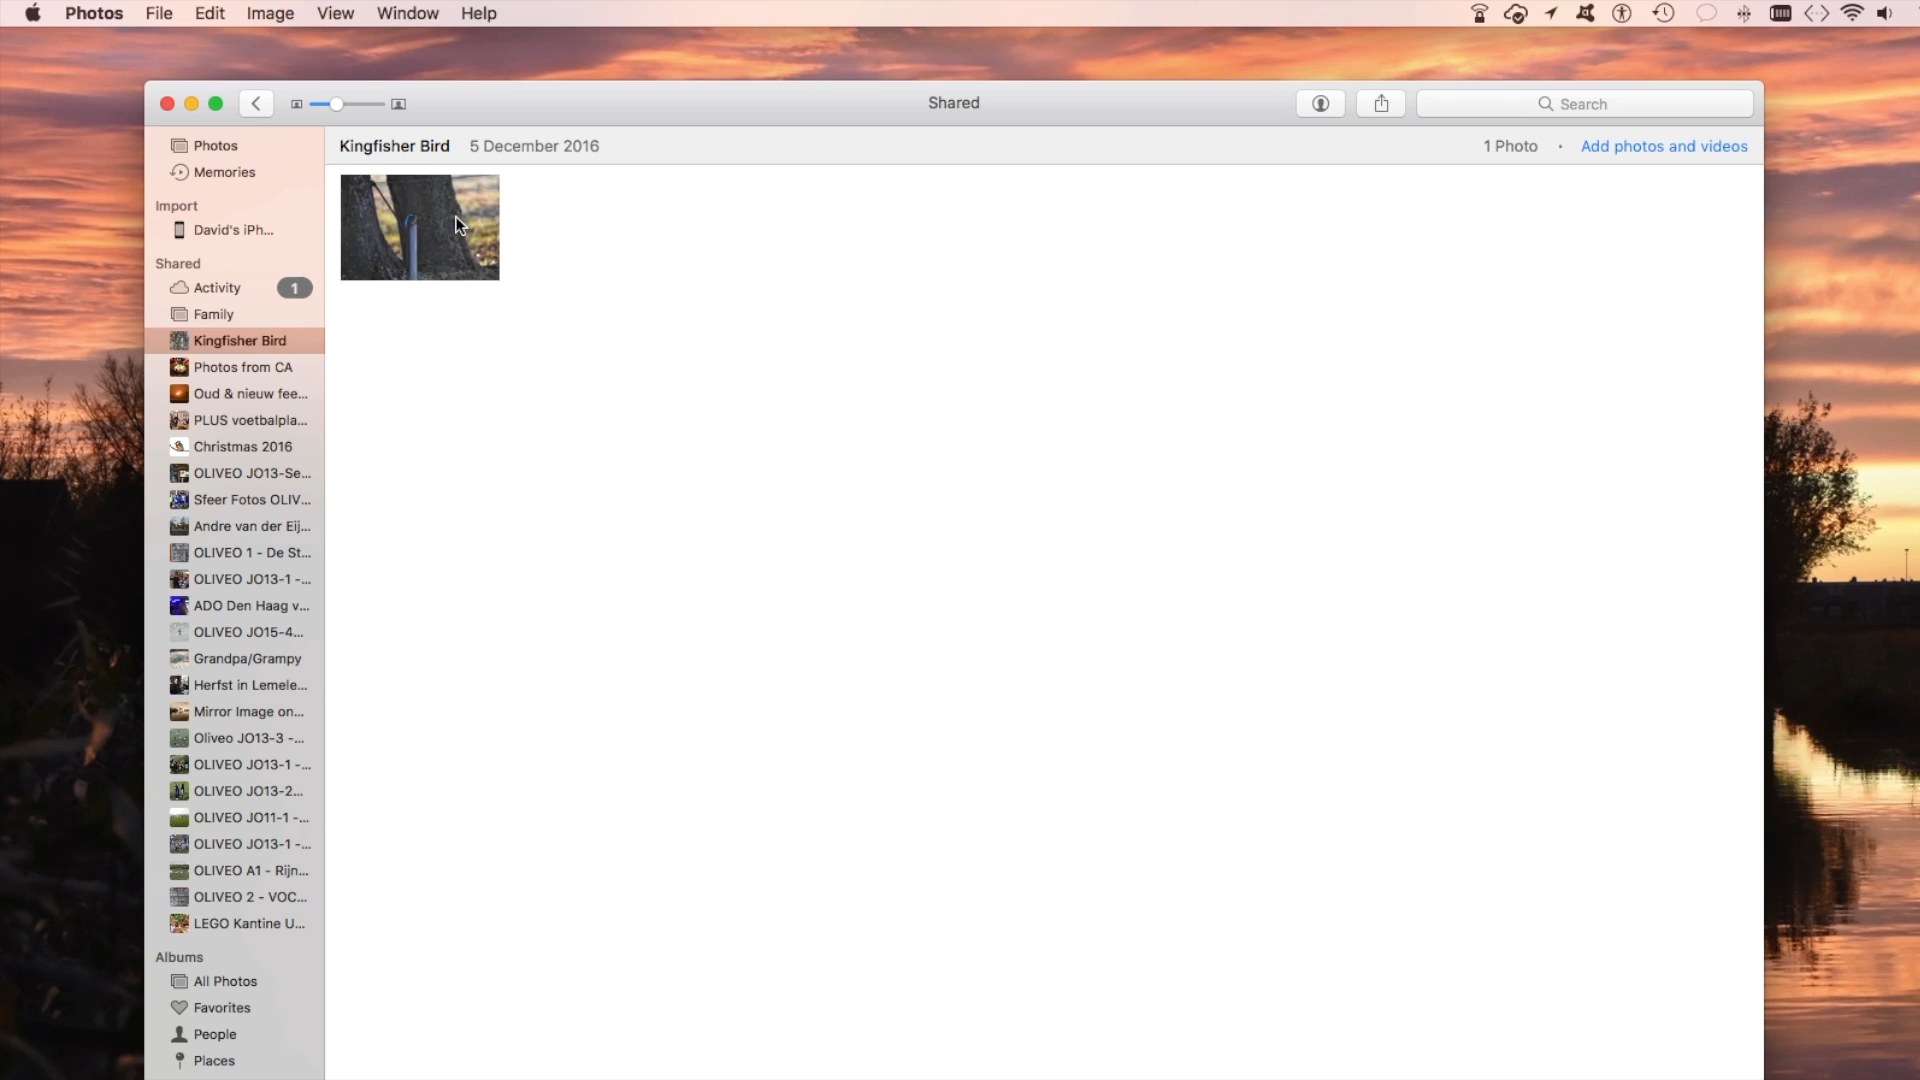 Photos File Edit Image View Window Help
Shared
Search
Photos
Memories
Import
David's iPh...
Shared
Activity 1
Family
Kingfisher Bird
Photos from CA
Oud & nieuw fee...
PLUS voetbalpla...
Christmas 2016
OLIVEO JO13-Se...
Sfeer Fotos OLIV...
Andre van der Eij...
OLIVEO 1 - De St...
OLIVEO JO13-1 -...
ADO Den Haag v...
OLIVEO JO15-4...
Grandpa/Grampy
Herfst in Lemele...
Mirror Image on...
Oliveo JO13-3 -...
OLIVEO JO13-1 -...
OLIVEO JO13-2...
OLIVEO JO11-1 -...
OLIVEO JO13-1 -...
OLIVEO A1 - Rijn...
OLIVEO 2 - VOC...
LEGO Kantine U...
Albums
All Photos
Favorites
People
Places
Kingfisher Bird 5 December 2016
1 Photo · Add photos and videos